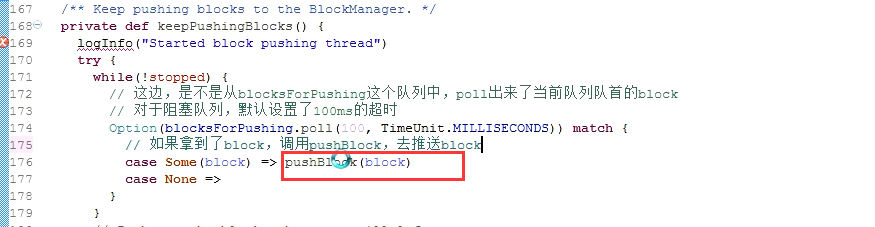 167 /** Keep pushing blocks to the BlockManager. */
168 private def keepPushingBlocks() {
169 logInfo("Started block pushing thread")
170 try {
171 while(!stopped) {
172 // 这边，是不是从blocksForPushing这个队列中，poll出来了当前队列队首的block
173 // 对于阻塞队列，默认设置了100ms的超时
174 Option(blocksForPushing.poll(100, TimeUnit.MILLISECONDS)) match {
175 // 如果拿到了block，调用pushBlock，去推送block
176 case Some(block) => pushBlock(block)
177 case None =>
178 }
179 }